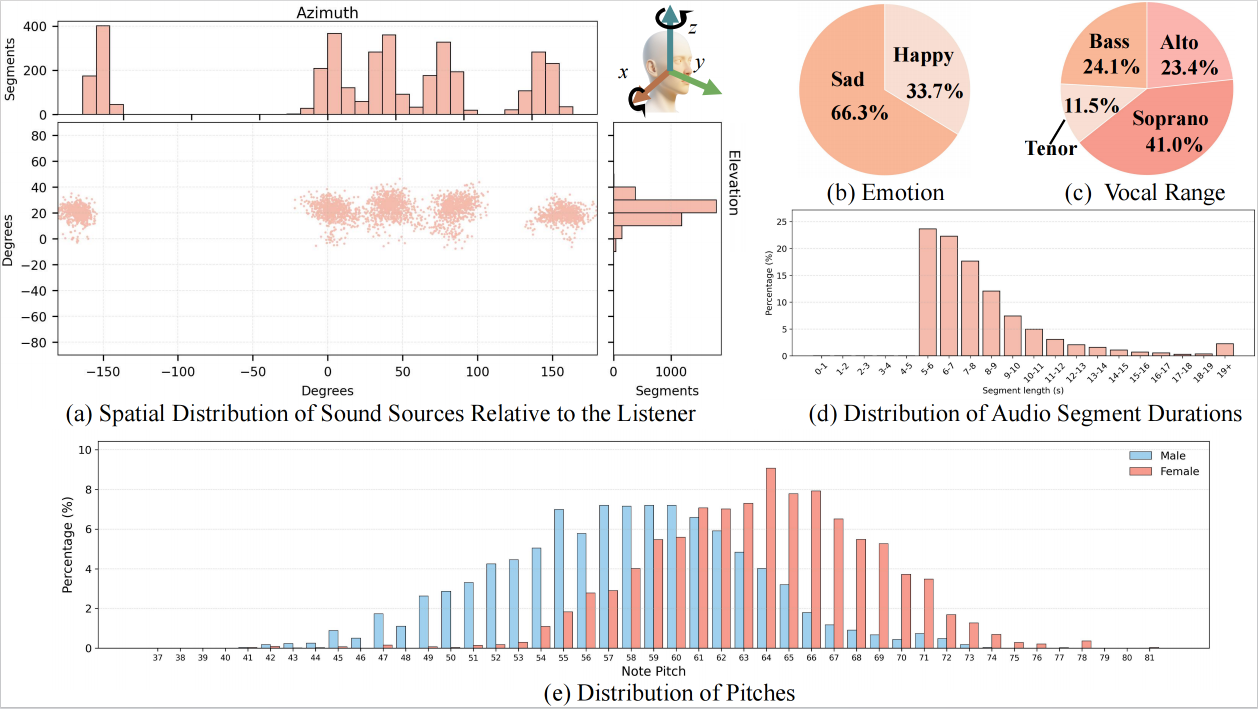 Azimuth
Segments
400
200
0
80
60
40
20
0
−20
−40
−60
−80
Degrees
−150
−100
−50
0
50
100
150
Degrees
z
y
x
Elevation
0
1000
Segments
(a) Spatial Distribution of Sound Sources Relative to the Listener
Happy
33.7%
Sad
66.3%
(b) Emotion
Bass
24.1%
Alto
23.4%
11.5%
Tenor
Soprano
41.0%
(c) Vocal Range
Percentage (%)
25
20
15
10
5
0
0-1
1-2
2-3
3-4
4-5
5-6
6-7
7-8
8-9
9-10
10-11
11-12
12-13
13-14
14-15
15-16
16-17
17-18
18-19
19+
Segment length (s)
(d) Distribution of Audio Segment Durations
Percentage (%)
10
8
6
4
2
0
Male
Female
37 38 39 40 41 42 43 44 45 46 47 48 49 50 51 52 53 54 55 56 57 58 59 60 61 62 63 64 65 66 67 68 69 70 71 72 73 74 75 76 77 78 79 80 81
Note Pitch
(e) Distribution of Pitches